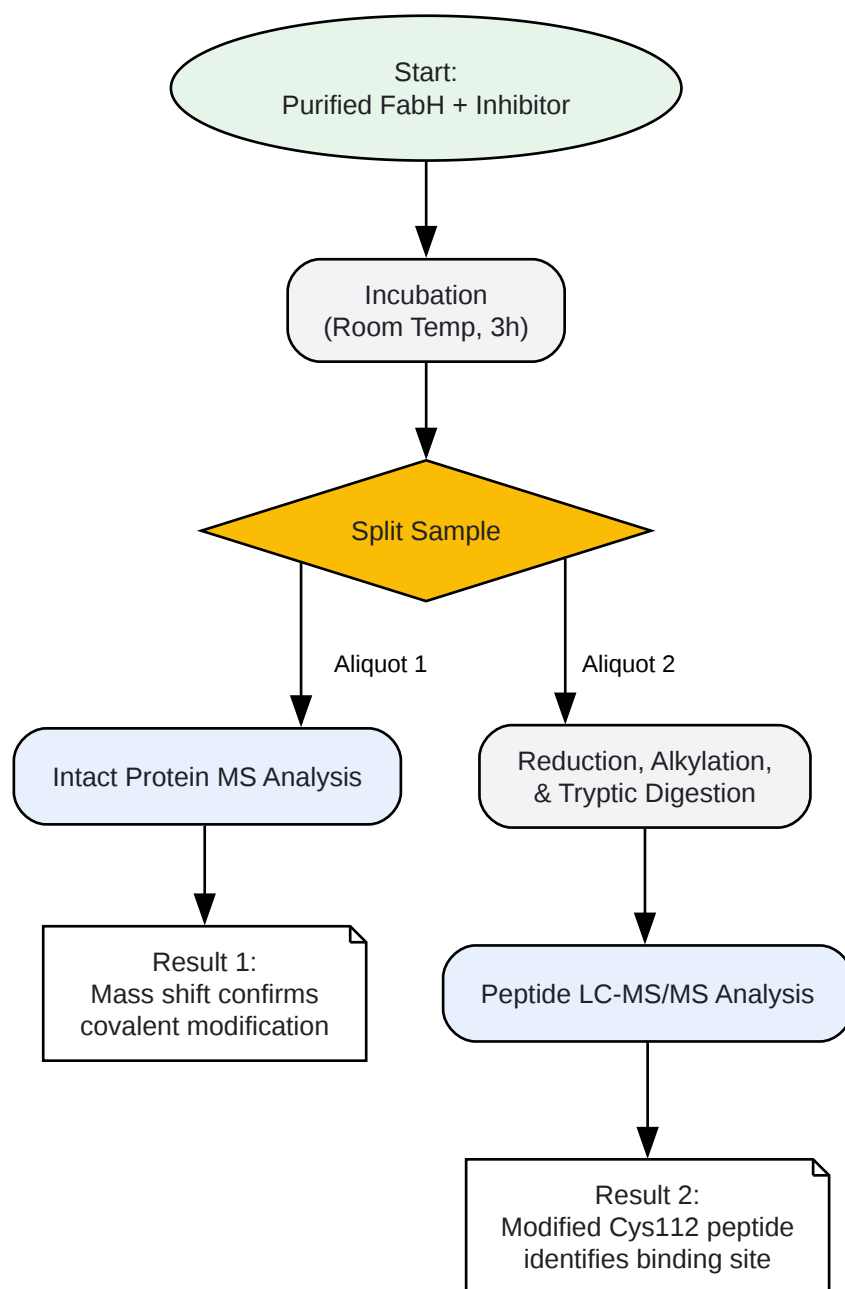 Start:
Purified FabH + Inhibitor
Incubation
(Room Temp, 3h)
Split Sample
Aliquot 1
Aliquot 2
Intact Protein MS Analysis
Reduction, Alkylation,
& Tryptic Digestion
Result 1:
Mass shift confirms
covalent modification
Peptide LC-MS/MS Analysis
Result 2:
Modified Cys112 peptide
identifies binding site